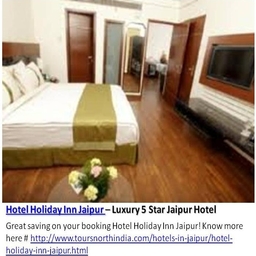 Hotel Holiday Inn Jaipur – Luxury 5 Star Jaipur Hotel
Great saving on your booking Hotel Holiday Inn Jaipur! Know more
here # http://www.toursnorthindia.com/hotels-in-jaipur/hotel-
holiday-inn-jaipur.html